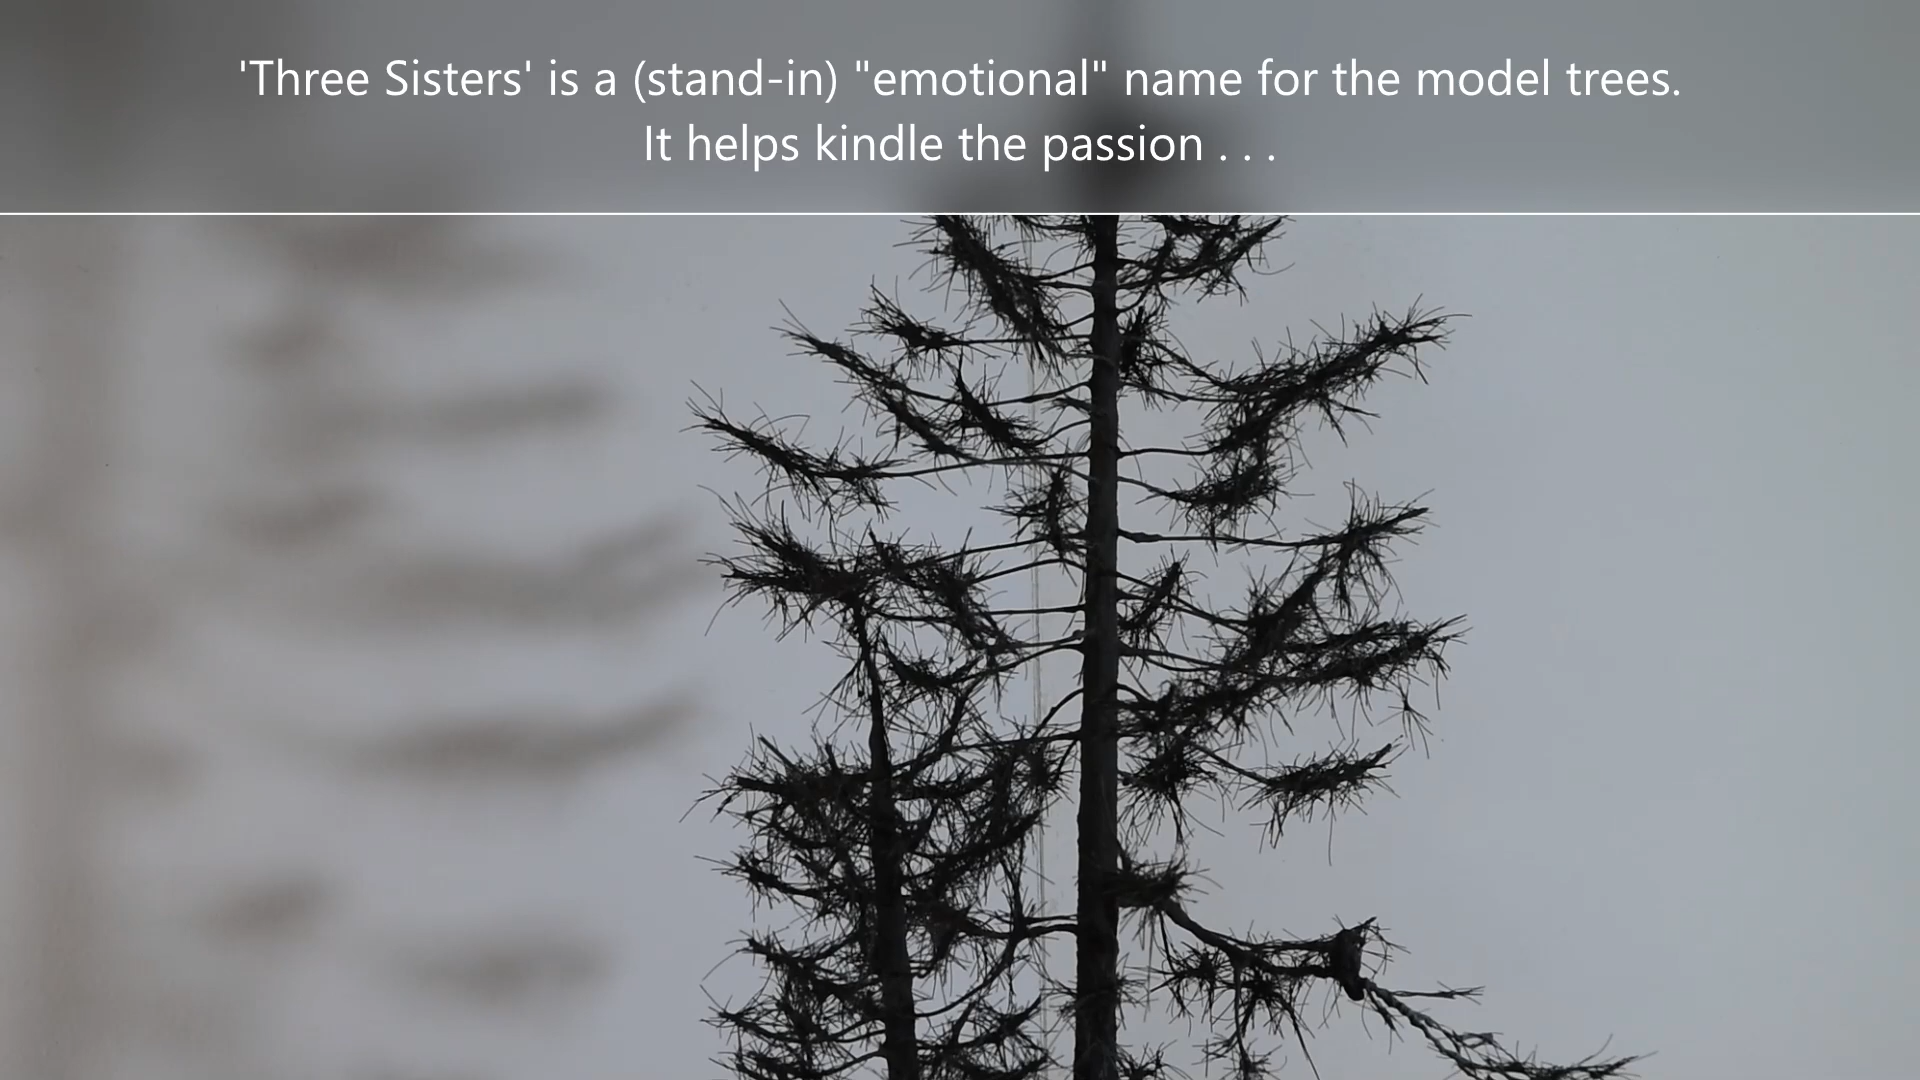 'Three Sisters' is a (stand-in) "emotional" name for the model trees.
It helps kindle the passion . . .